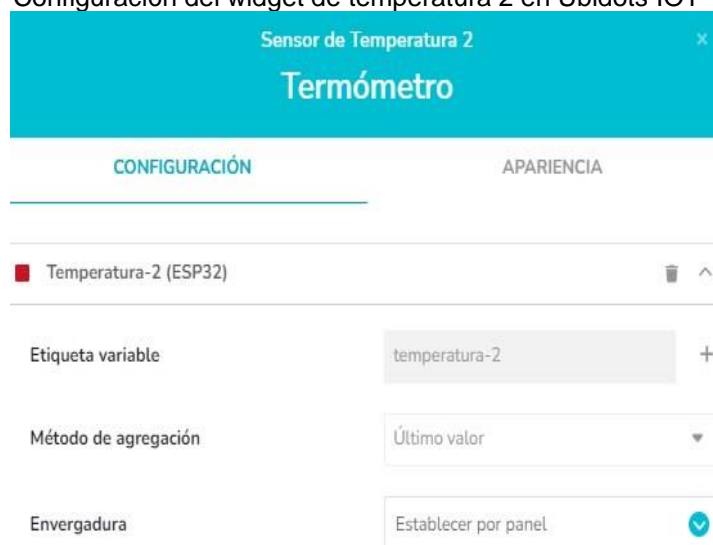 Configuración del widget de temperatura 2 en Ubidots IOT
Sensor de Temperatura 2
Termómetro
CONFIGURACIÓN APARIENCIA
Temperatura-2 (ESP32)
Etiqueta variable temperatura-2
Método de agregación Último valor
Envergadura Establecer por panel